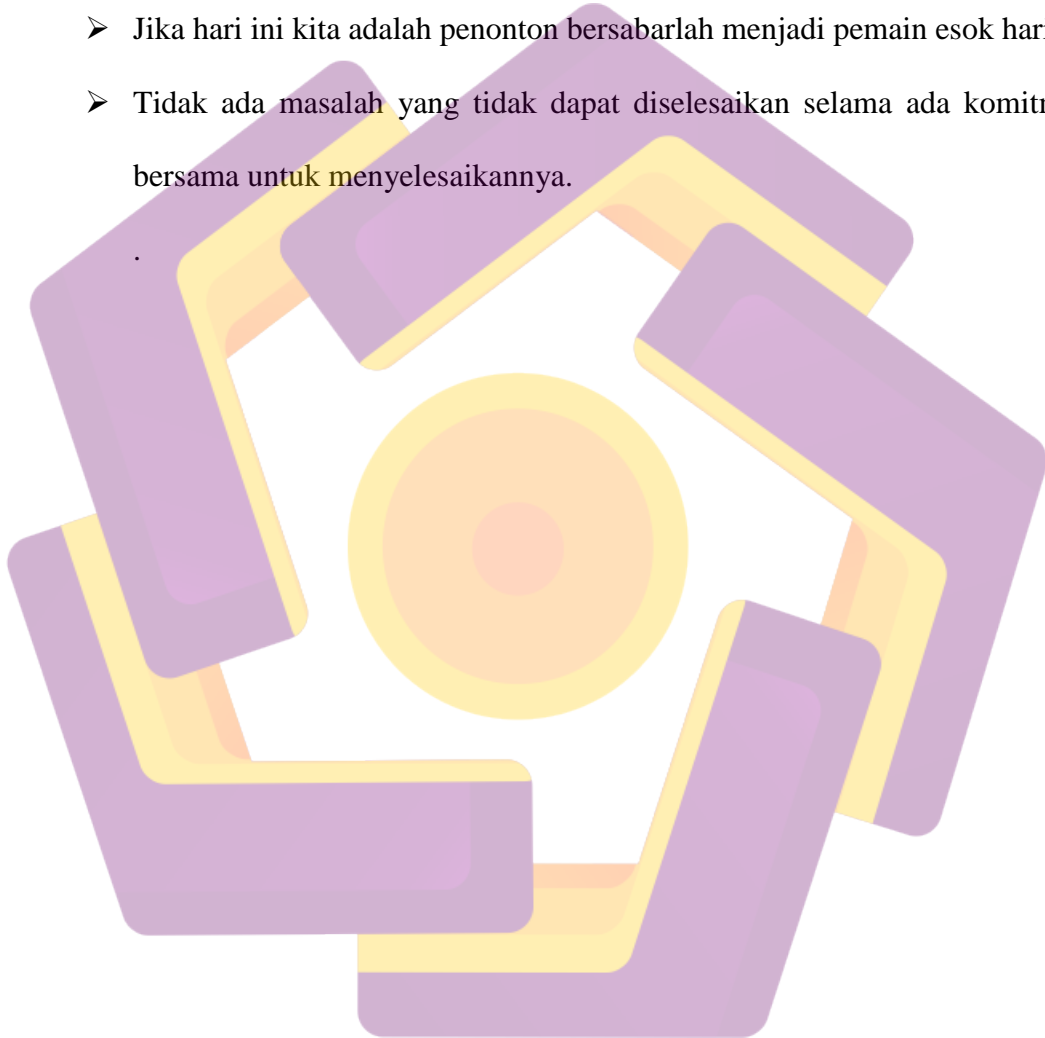 ➤ Jika hari ini kita adalah penonton bersabarlah menjadi pemain esok hari
➤ Tidak ada masalah yang tidak dapat diselesaikan selama ada
bersama untuk menyelesaikannya.
.